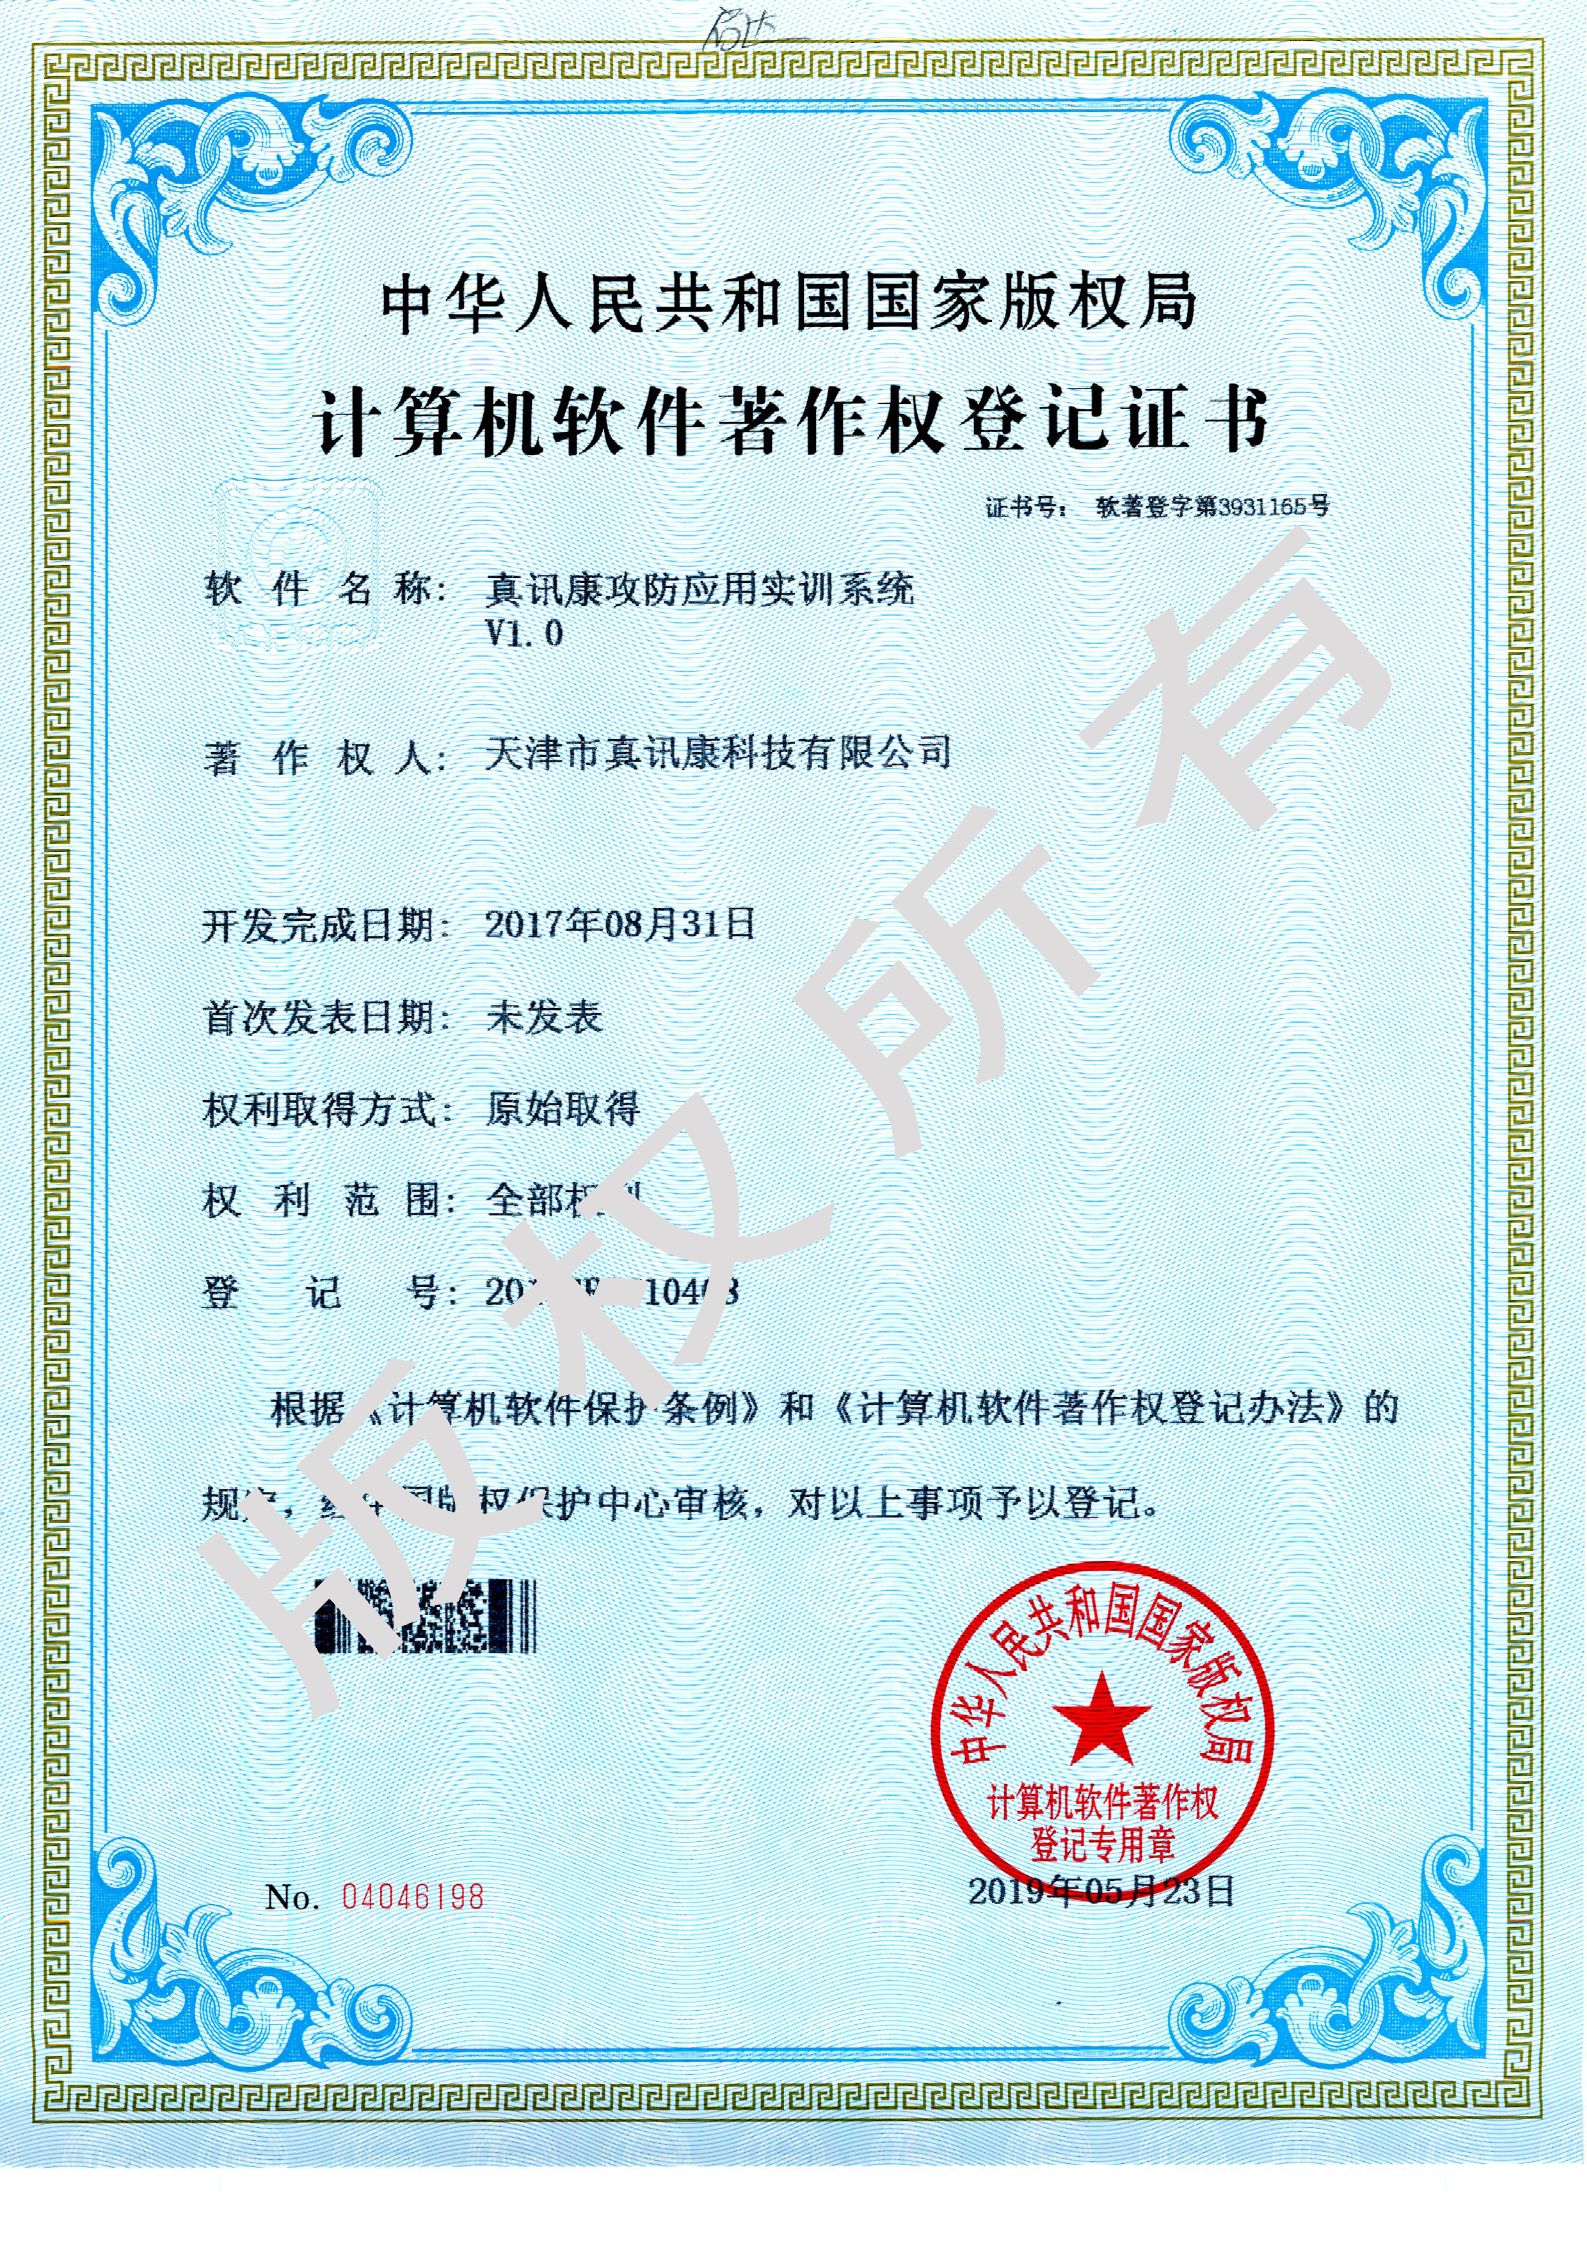 中华人民共和国国家版权局
计算机软件著作权登记证书
证书号： 软著登字第3931165号
软件名称： 真讯康攻防应用实训系统
V1.0
著作权人： 天津市真讯康科技有限公司
开发完成日期： 2017年08月31日
首次发表日期： 未发表
权利取得方式： 原始取得
权利范围： 全部权利
登记号：
根据《计算机软件保护条例》和《计算机软件著作权登记办法》的
规定，经中国版权保护中心审核，对以上事项予以登记。
版权所有
中华人民共和国国家版权局
计算机软件著作权
登记专用章
No. 04046198
2019年05月23日